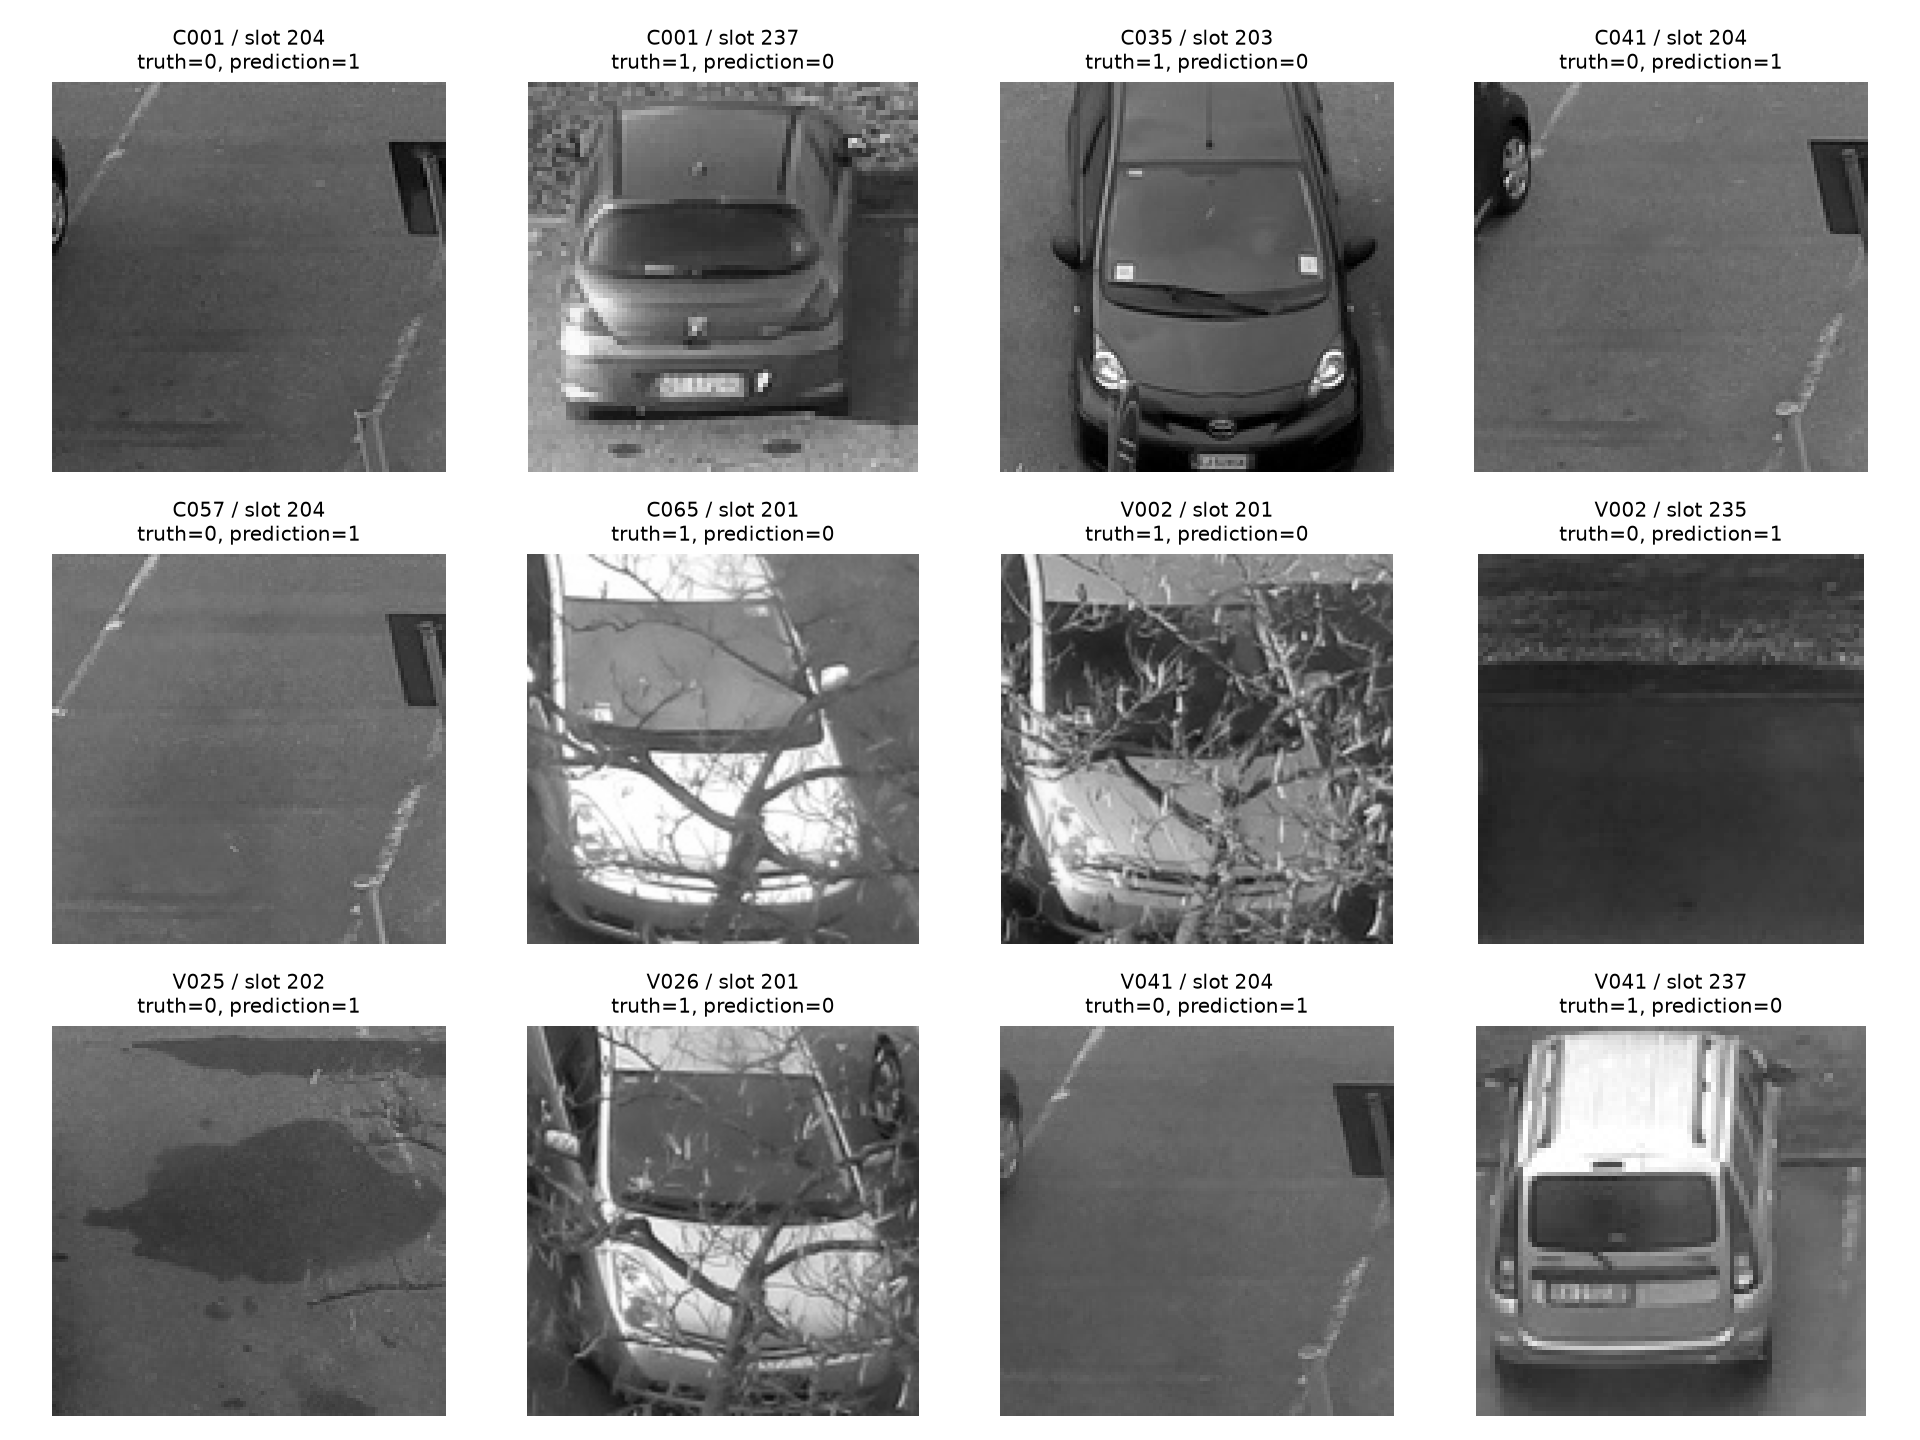 C001 / slot 204
truth=0, prediction=1
C001 / slot 237
truth=1, prediction=0
C035 / slot 203
truth=1, prediction=0
C041 / slot 204
truth=0, prediction=1
C057 / slot 204
truth=0, prediction=1
C065 / slot 201
truth=1, prediction=0
V002 / slot 201
truth=1, prediction=0
V002 / slot 235
truth=0, prediction=1
V025 / slot 202
truth=0, prediction=1
V026 / slot 201
truth=1, prediction=0
V041 / slot 204
truth=0, prediction=1
V041 / slot 237
truth=1, prediction=0